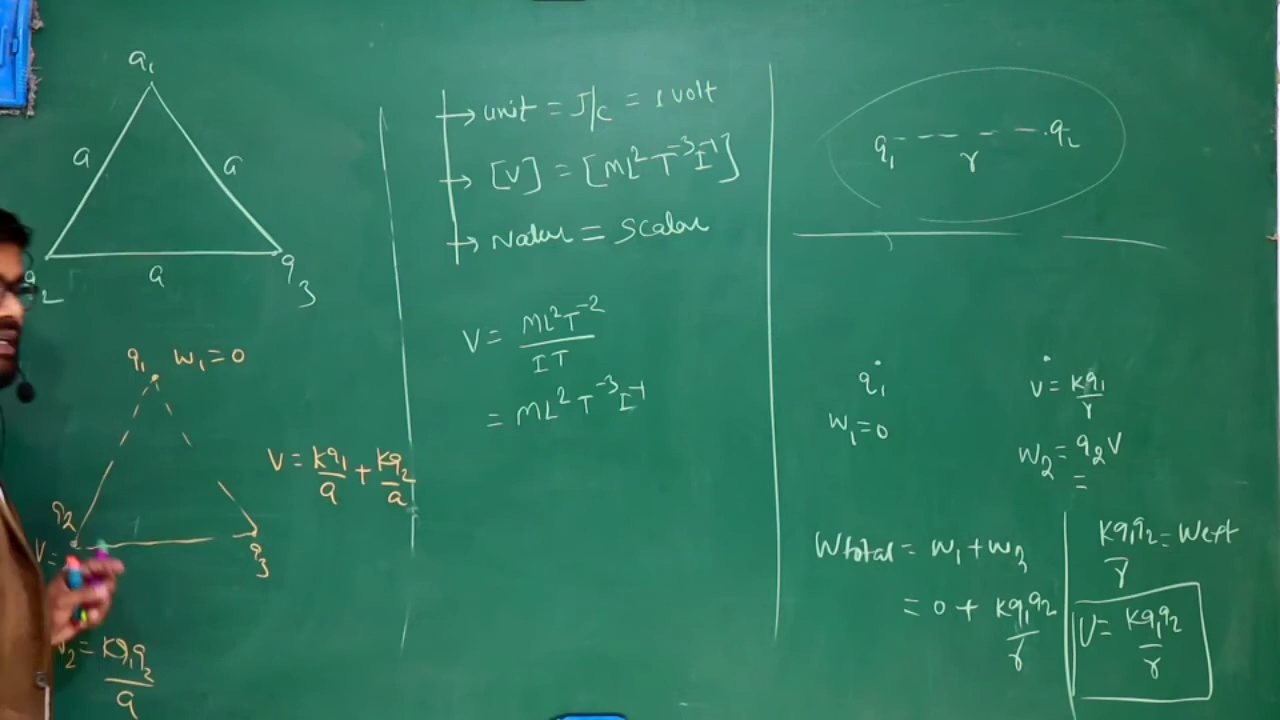 q₁
a
a
q₂
a
q₃
q₁ W₁=0
q₂
V=
q₃
V = Kq₁/a + Kq₂/a
W₂ = Kq₁q₂/a
→ unit = J/C = 1 volt
→ [V] = [ML²T⁻³I⁻¹]
→ Natur = Scalar
V = ML²T⁻²/IT
= ML²T⁻³I⁻¹
q₁ - - - - - q₂
r
q₁
W₁=0
V = Kq₁/r
W₂ = q₂V
=
Wtotal = W₁ + W₂
= 0 + Kq₁q₂/r
Kq₁q₂/r = Wext
U = Kq₁q₂/r